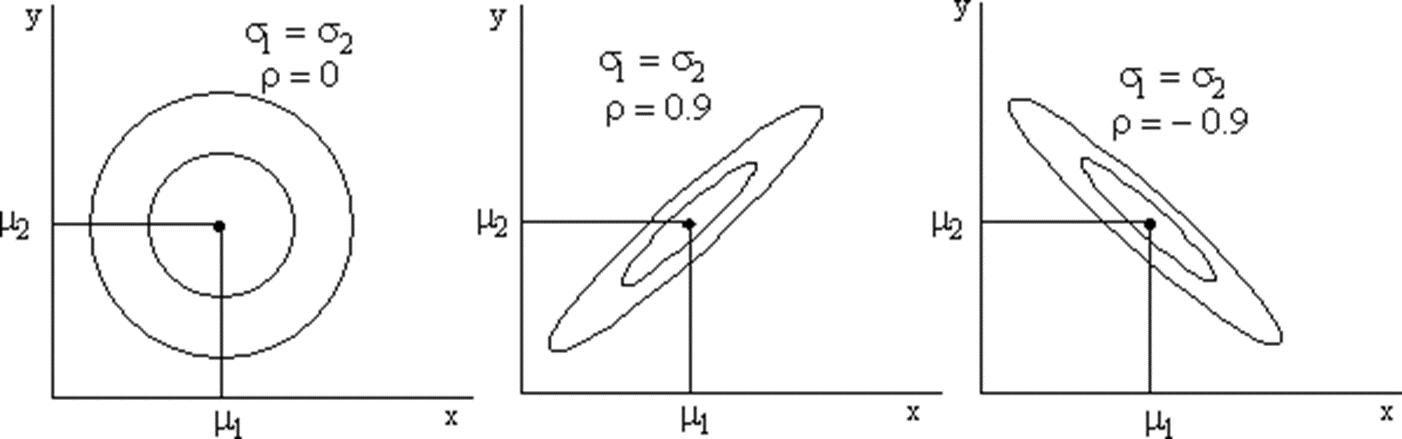 y
σ1 = σ2
ρ = 0
μ2
μ1
x
y
σ1 = σ2
ρ = 0.9
μ2
μ1
x
y
σ1 = σ2
ρ = − 0.9
μ2
μ1
x